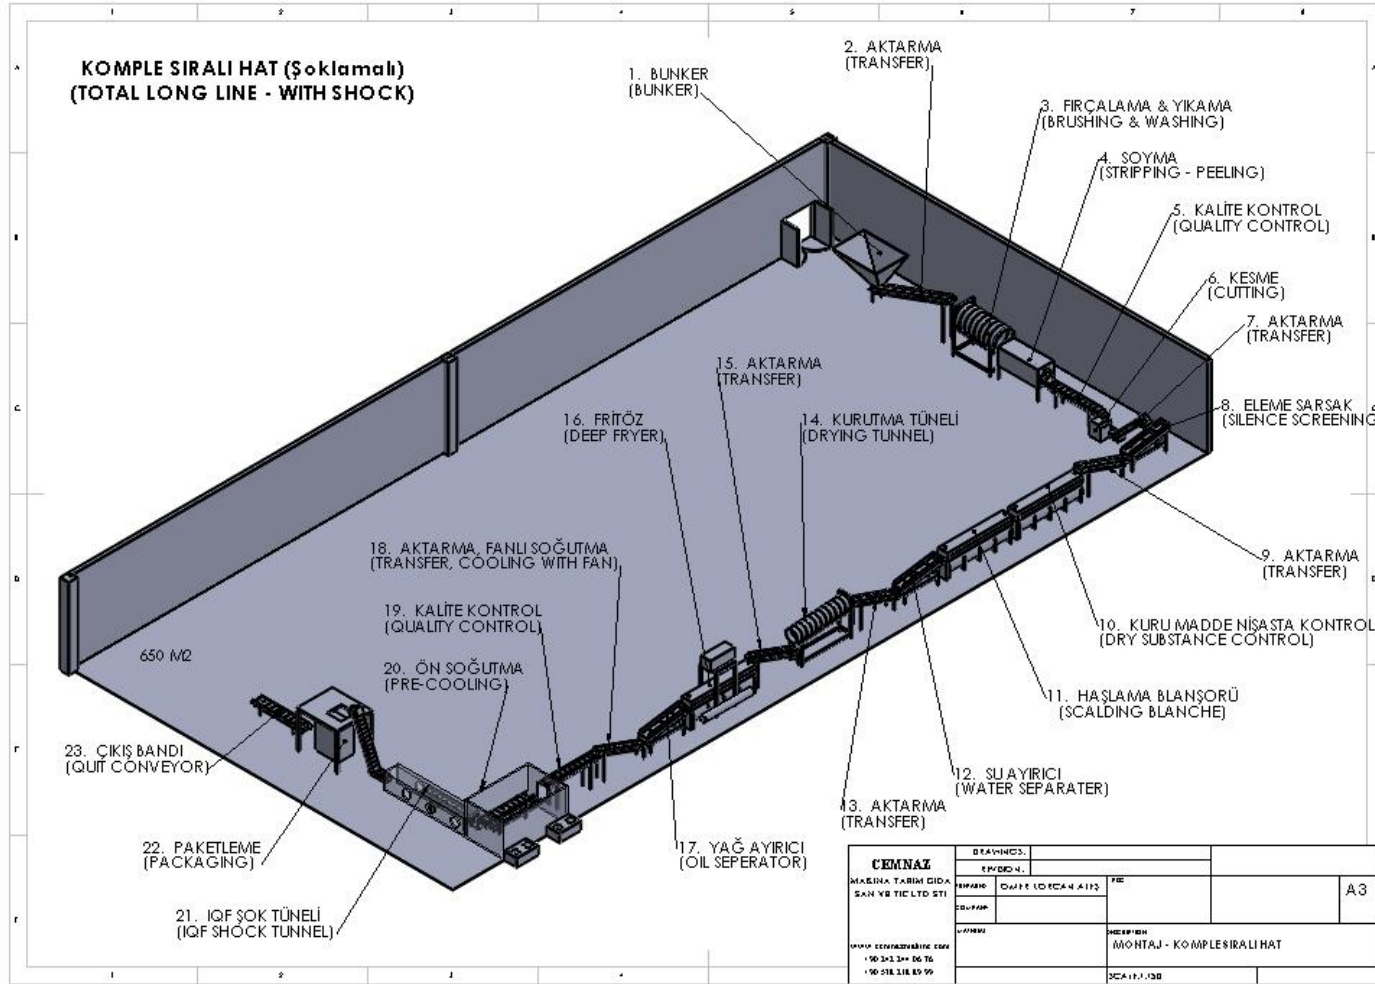 KOMPLE SIRALI HAT (Şoklamalı)
(TOTAL LONG LINE - WITH SHOCK)
1. BUNKER
(BUNKER)
2. AKTARMA
(TRANSFER)
3. FIRÇALAMA & YIKAMA
(BRUSHING & WASHING)
4. SOYMA
(STRIPPING - PEELING)
5. KALİTE KONTROL
(QUALITY CONTROL)
6. KESME
(CUTTING)
7. AKTARMA
(TRANSFER)
8. ELEME SARSAK
(SILENCE SCREENING
9. AKTARMA
(TRANSFER)
10. KURU MADDE NİŞASTA KONTROL
(DRY SUBSTANCE CONTROL)
11. HAŞLAMA BLANŞORÜ
(SCALDING BLANCHE)
12. SU AYIRICI
(WATER SEPARATER)
13. AKTARMA
(TRANSFER)
14. KURUTMA TÜNELİ
(DRYING TUNNEL)
15. AKTARMA
(TRANSFER)
16. FRİTÖZ
(DEEP FRYER)
17. YAĞ AYIRICI
(OIL SEPERATOR)
18. AKTARMA, FANLI SOĞUTMA
(TRANSFER, COOLING WITH FAN)
19. KALİTE KONTROL
(QUALITY CONTROL)
20. ÖN SOĞUTMA
(PRE-COOLING)
21. IQF ŞOK TÜNELİ
(IQF SHOCK TUNNEL)
22. PAKETLEME
(PACKAGING)
23. ÇIKIŞ BANDI
(QUIT CONVEYOR)
650 M2
CEMNAZ
MAKİNA TARIM GIDA
SAN VE TİC LTD ŞTİ
A3
MONTAJ - KOMPLE SIRALI HAT